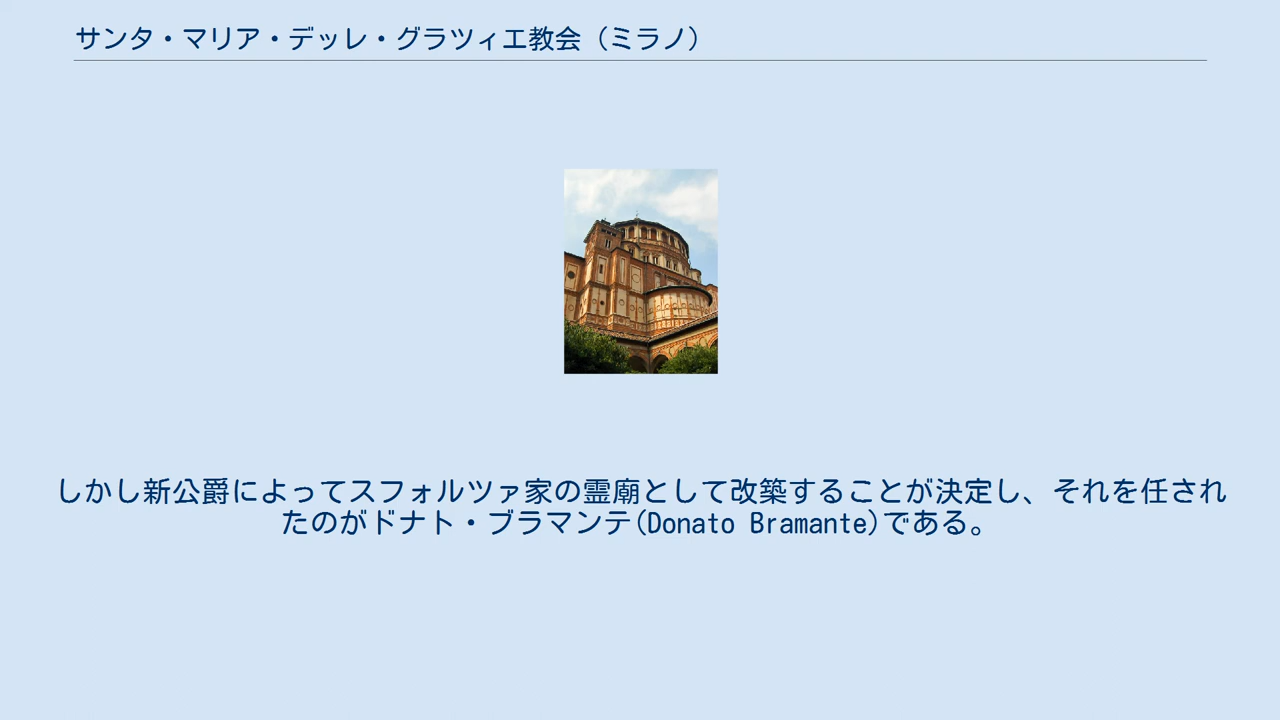 サンタ・マリア・デッレ・グラツィエ教会（ミラノ）
しかし新公爵によってスフォルツァ家の霊廟として改築することが決定し、それを任され
たのがドナト・ブラマンテ(Donato Bramante)である。